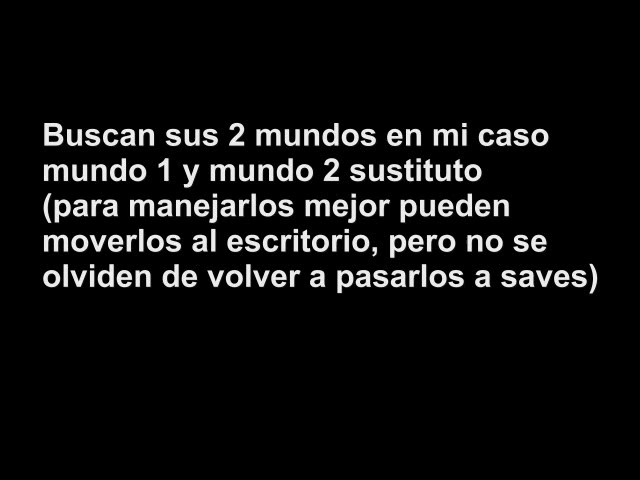 Buscan sus 2 mundos en mi caso
mundo 1 y mundo 2 sustituto
(para manejarlos mejor pueden
moverlos al escritorio, pero no se
olviden de volver a pasarlos a saves)